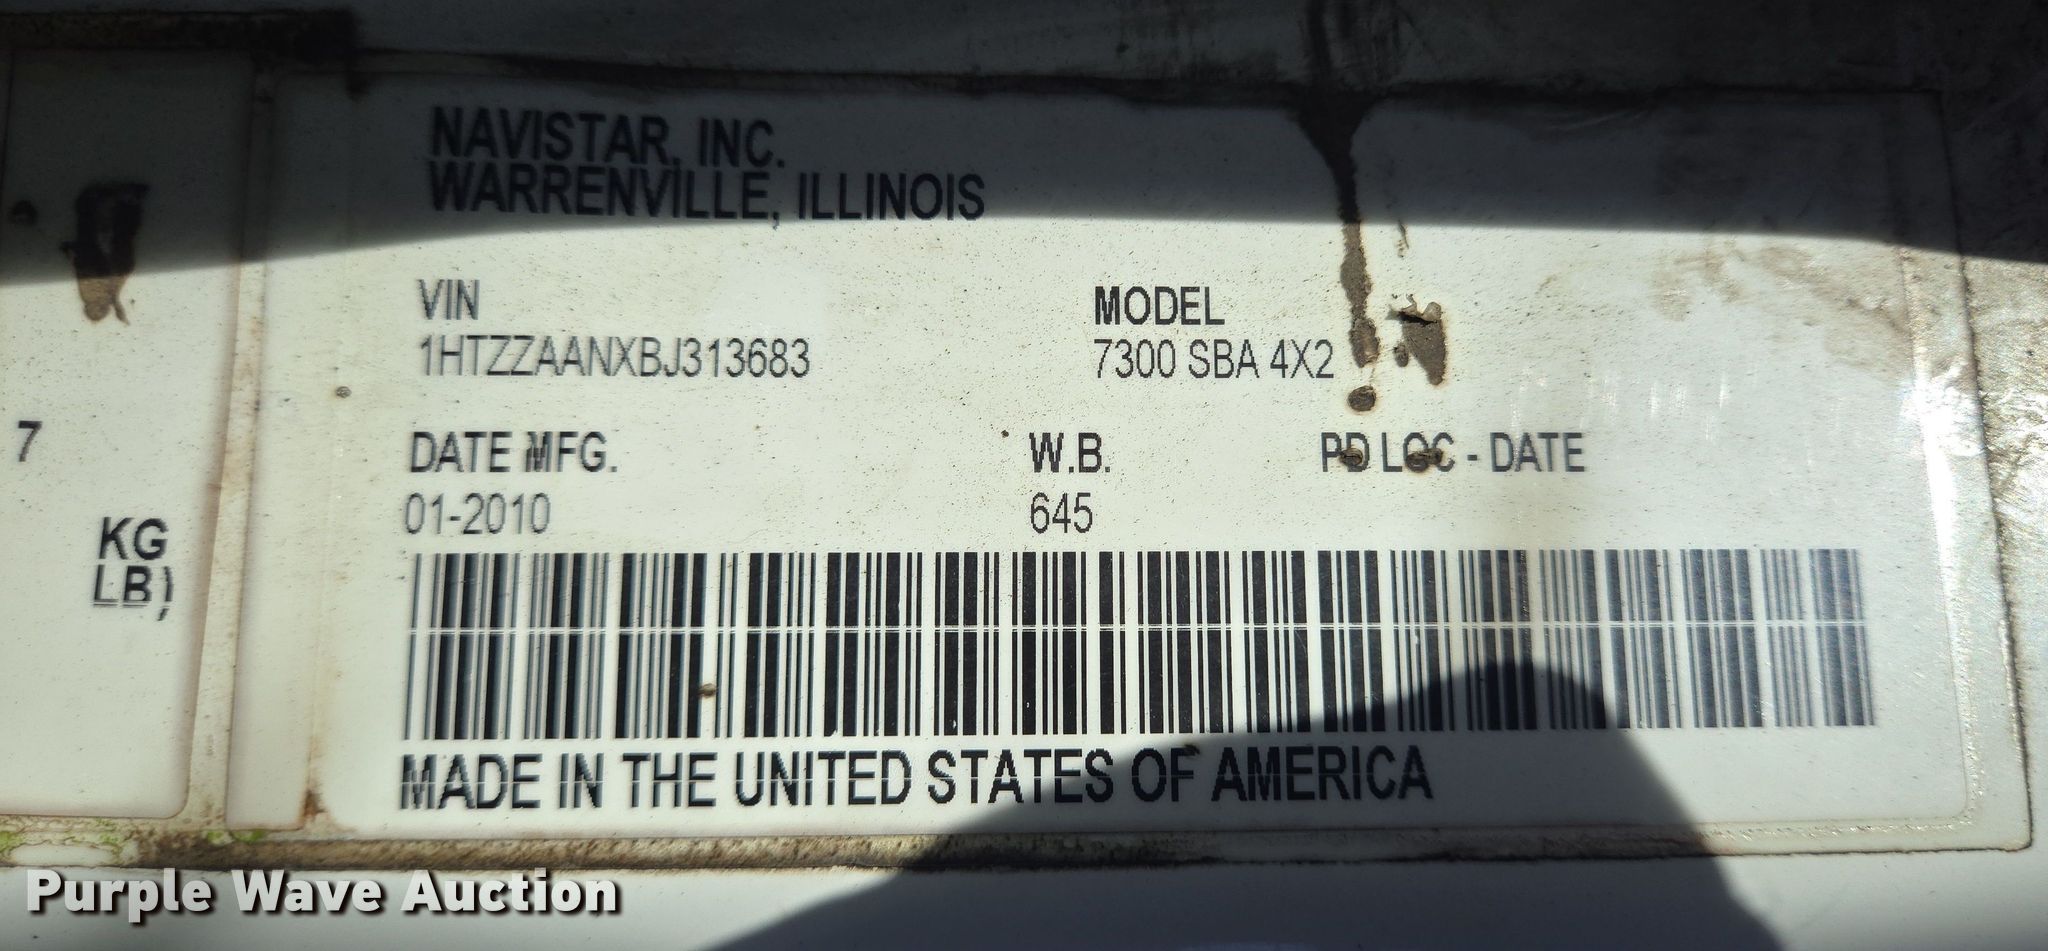 NAVISTAR, INC.
WARRENVILLE, ILLINOIS
VIN
1HTZZAANXBJ313683
MODEL
7300 SBA 4X2
DATE MFG.
01-2010
W.B.
645
PD LOC - DATE
MADE IN THE UNITED STATES OF AMERICA
7
KG
LB)
Purple Wave Auction